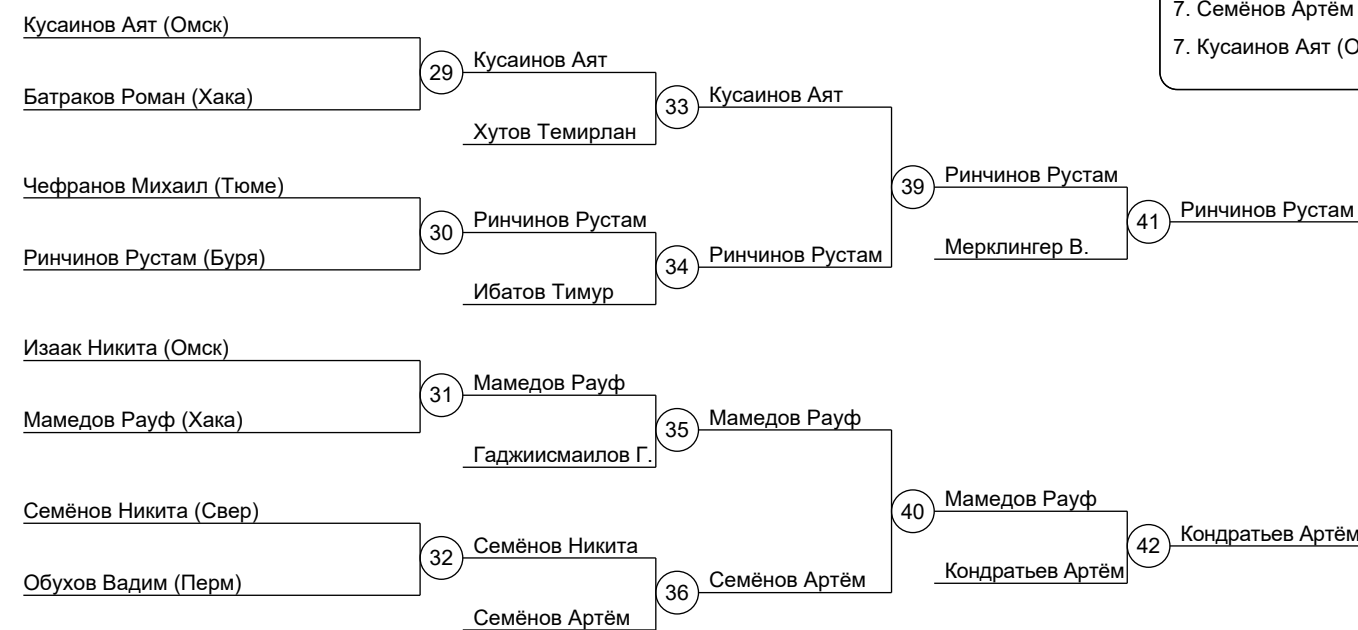 7. Семёнов Артём
7. Кусаинов Аят (О
Кусаинов Аят (Омск)
29
Кусаинов Аят
Батраков Роман (Хака)
33
Кусаинов Аят
Хутов Темирлан
Чефранов Михаил (Тюме)
39
Ринчинов Рустам
30
Ринчинов Рустам
41
Ринчинов Рустам
Ринчинов Рустам (Буря)
34
Ринчинов Рустам
Мерклингер В.
Ибатов Тимур
Изаак Никита (Омск)
31
Мамедов Рауф
Мамедов Рауф (Хака)
35
Мамедов Рауф
Гаджиисмаилов Г.
Семёнов Никита (Свер)
40
Мамедов Рауф
32
Семёнов Никита
42
Кондратьев Артём
Обухов Вадим (Перм)
36
Семёнов Артём
Кондратьев Артём
Семёнов Артём